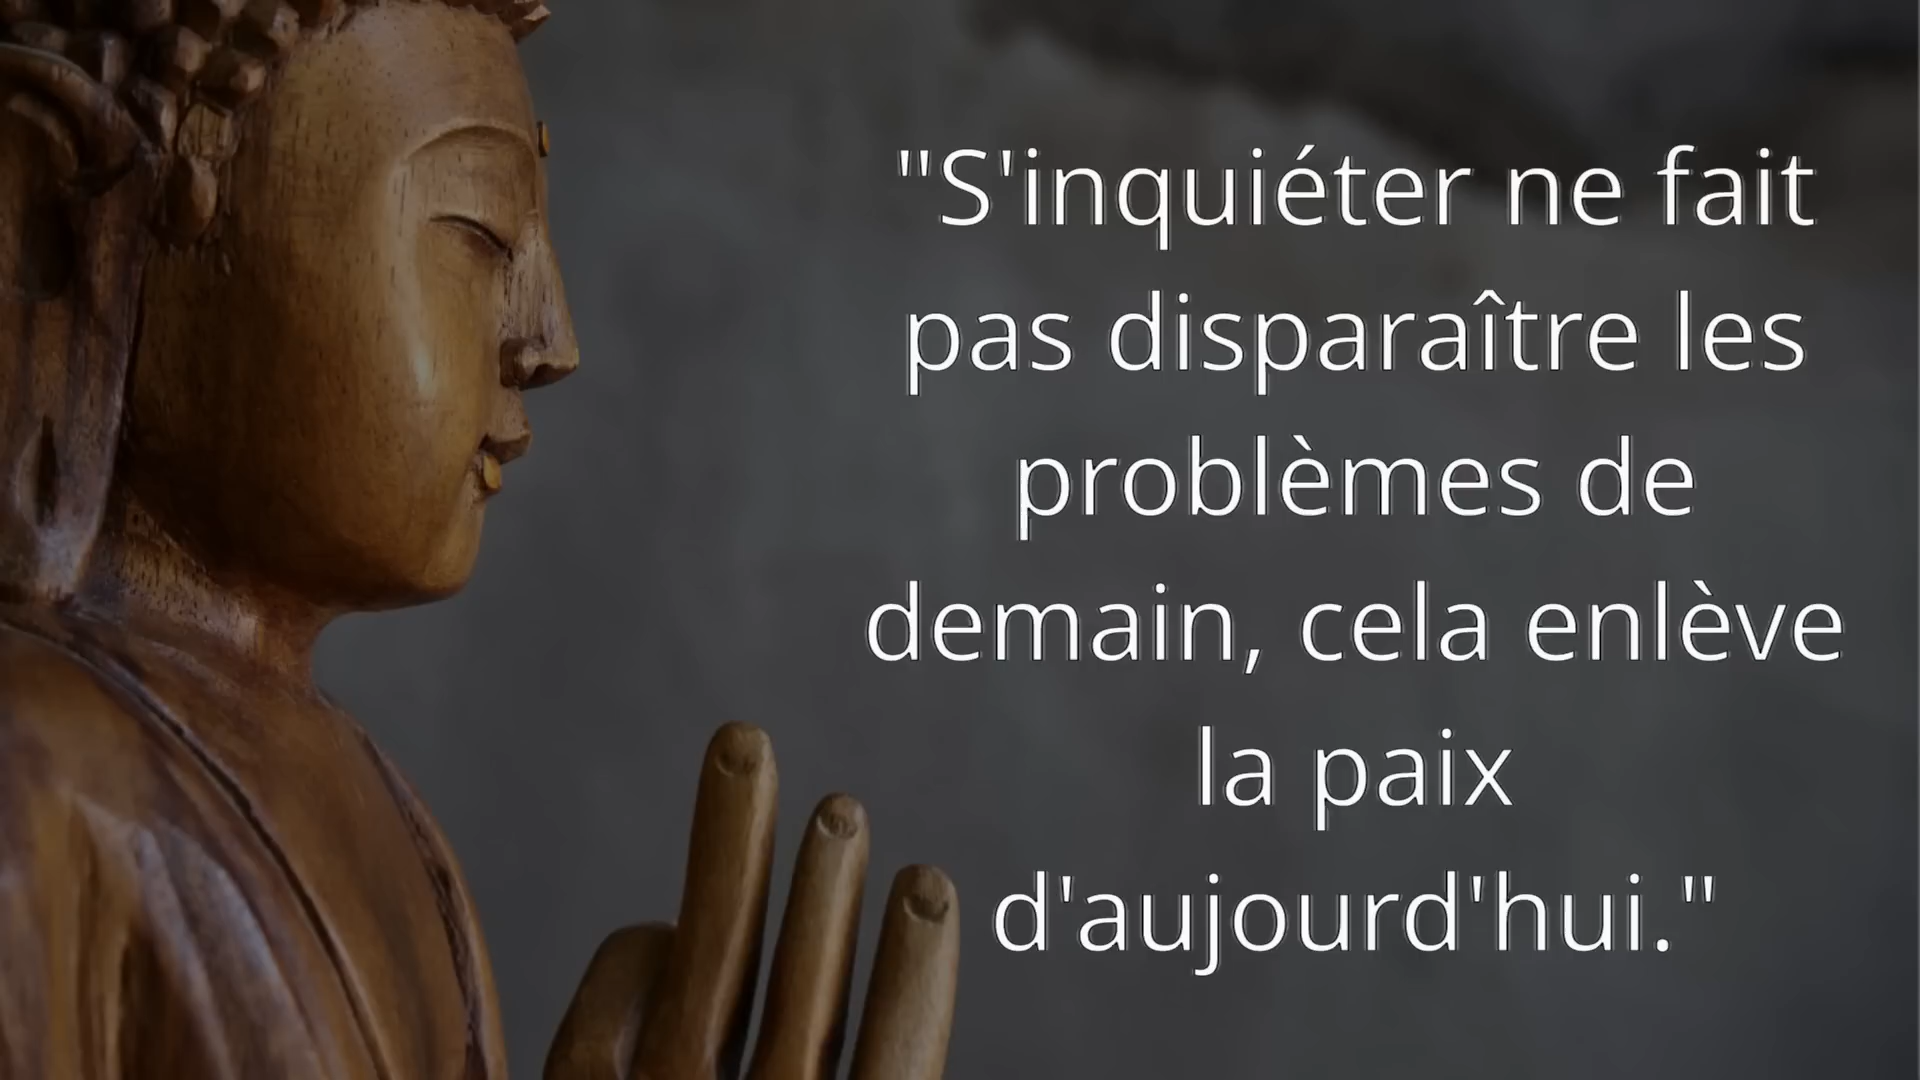 "S'inquiéter ne fait
pas disparaître les
problèmes de
demain, cela enlève
la paix
d'aujourd'hui."